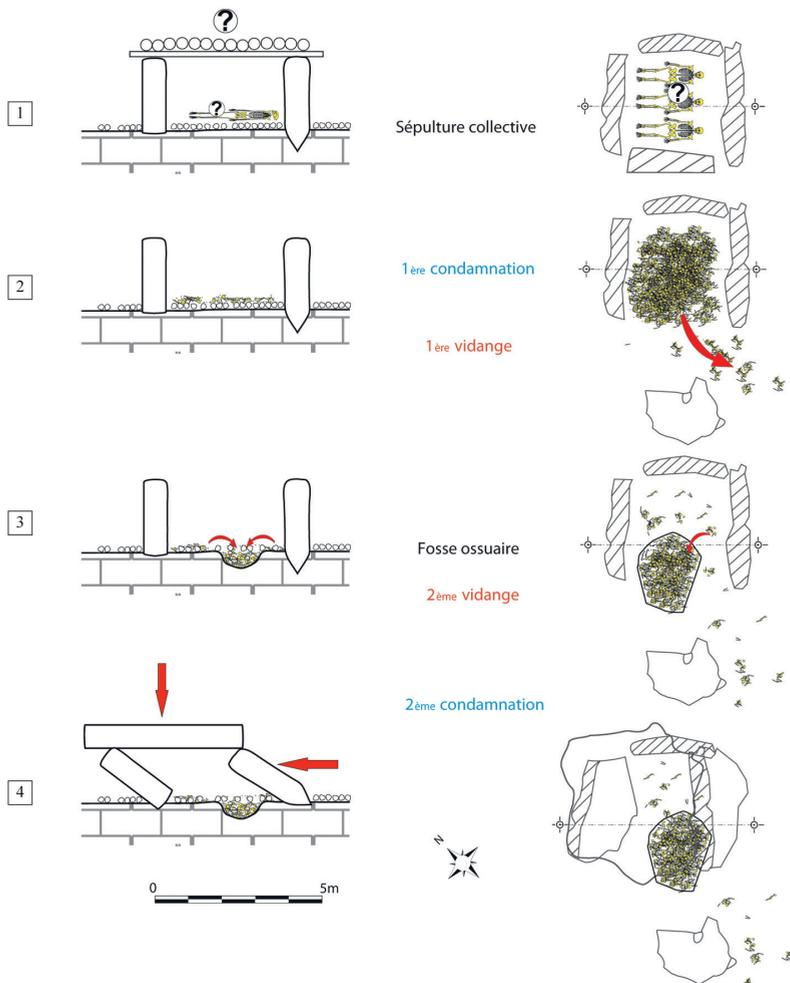 ?
1
?
Sépulture collective
?
2
1ère condamnation
1ère vidange
3
Fosse ossuaire
2ème vidange
2ème condamnation
4
N
0 5m